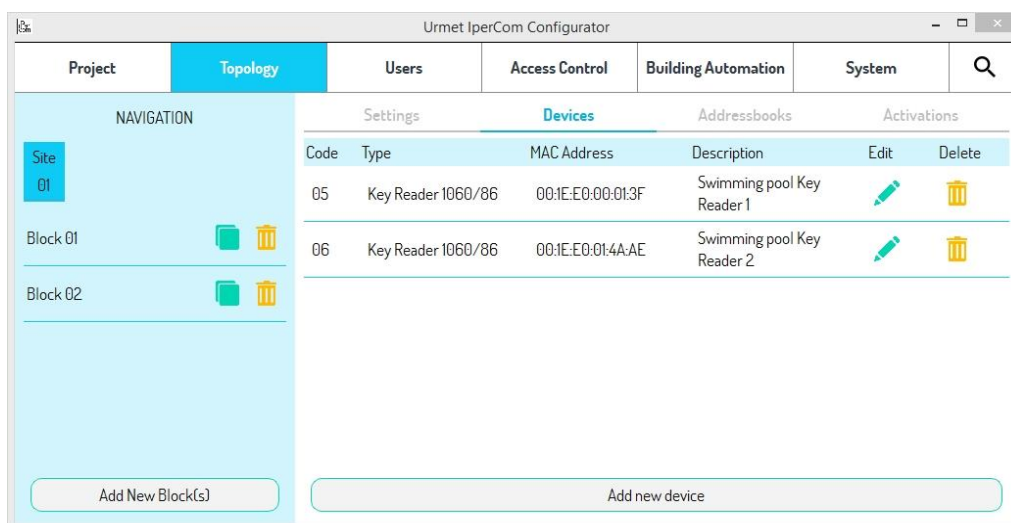 Urmet IperCom Configurator
Project Topology Users Access Control Building Automation System
NAVIGATION
Site
01
Block 01
Block 02
Add New Block(s)
Settings Devices Addressbooks Activations
Code Type MAC Address Description Edit Delete
05 Key Reader 1060/86 00:1E:E0:00:01:3F Swimming pool Key
Reader 1
06 Key Reader 1060/86 00:1E:E0:01:4A:AE Swimming pool Key
Reader 2
Add new device